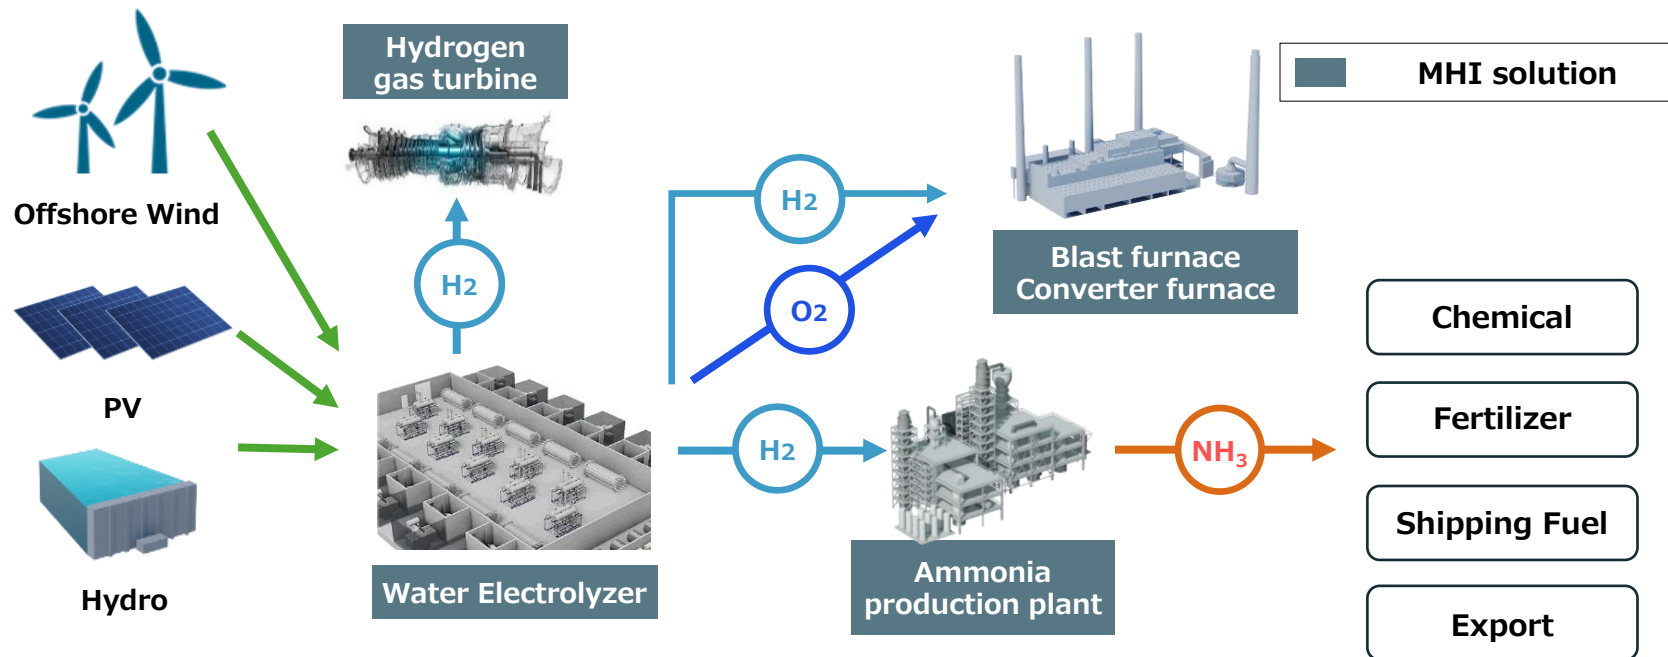 Hydrogen
gas turbine
MHI solution
Offshore Wind
H2
H2
Blast furnace
Converter furnace
O2
PV
Chemical
Fertilizer
H2
NH₃
Hydro
Water Electrolyzer
Ammonia
production plant
Shipping Fuel
Export